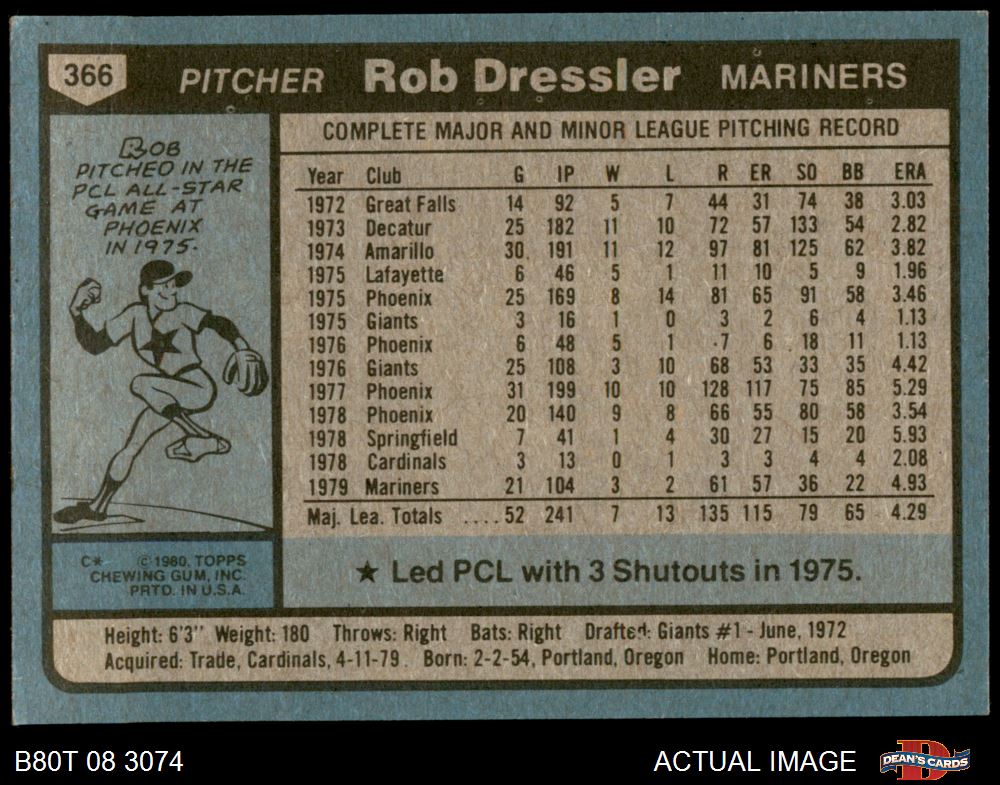 366 PITCHER Rob Dressler MARINERS
ROB
PITCHED IN THE
PCL ALL-STAR
GAME AT
PHOENIX
IN 1975.
COMPLETE MAJOR AND MINOR LEAGUE PITCHING RECORD
Year Club G IP W L R ER SO BB ERA
1972 Great Falls 14 92 5 7 44 31 74 38 3.03
1973 Decatur 25 182 11 10 72 57 133 54 2.82
1974 Amarillo 30 191 11 12 97 81 125 62 3.82
1975 Lafayette 6 46 5 1 11 10 5 9 1.96
1975 Phoenix 25 169 8 14 81 65 91 58 3.46
1975 Giants 3 16 1 0 3 2 6 4 1.13
1976 Phoenix 6 48 5 1 7 6 18 11 1.13
1976 Giants 25 108 3 10 68 53 33 35 4.42
1977 Phoenix 31 199 10 10 128 117 75 85 5.29
1978 Phoenix 20 140 9 8 66 55 80 58 3.54
1978 Springfield 7 41 1 4 30 27 15 20 5.93
1978 Cardinals 3 13 0 1 3 3 4 4 2.08
1979 Mariners 21 104 3 2 61 57 36 22 4.93
Maj. Lea. Totals ....52 241 7 13 135 115 79 65 4.29
C* © 1980. TOPPS
CHEWING GUM, INC.
PRTD. IN U.S.A.
★ Led PCL with 3 Shutouts in 1975.
Height: 6'3" Weight: 180 Throws: Right Bats: Right Drafted: Giants #1 - June, 1972
Acquired: Trade, Cardinals, 4-11-79. Born: 2-2-54, Portland, Oregon Home: Portland, Oregon
B80T 08 3074 ACTUAL IMAGE
D
DEAN'S CARDS